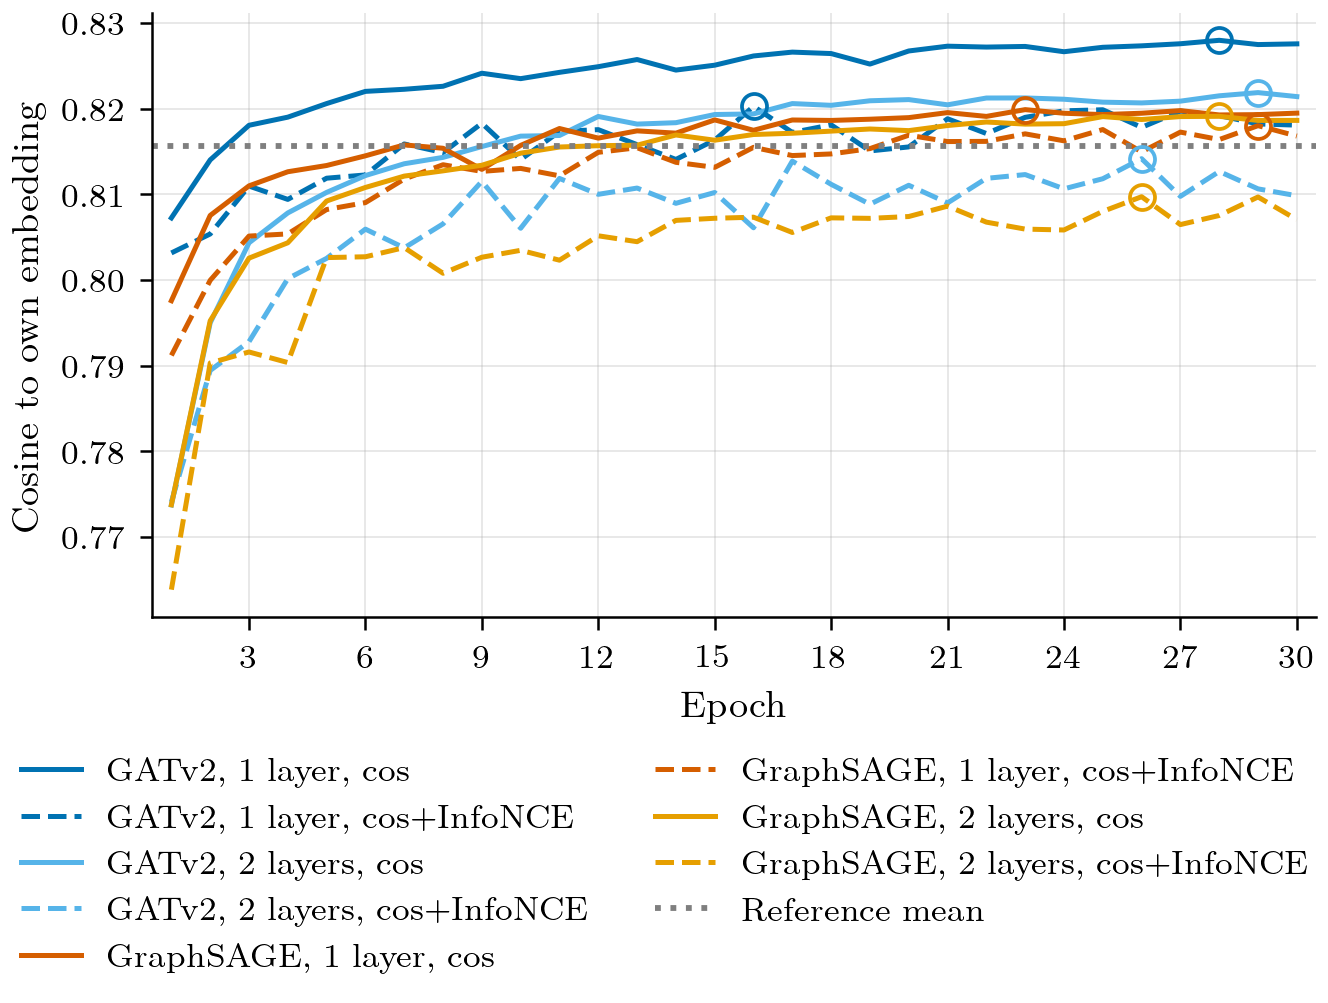 0.83
0.82
0.81
0.80
0.79
0.78
0.77
Cosine to own embedding
3 6 9 12 15 18 21 24 27 30
Epoch
GATv2, 1 layer, cos
GATv2, 1 layer, cos+InfoNCE
GATv2, 2 layers, cos
GATv2, 2 layers, cos+InfoNCE
GraphSAGE, 1 layer, cos
GraphSAGE, 1 layer, cos+InfoNCE
GraphSAGE, 2 layers, cos
GraphSAGE, 2 layers, cos+InfoNCE
Reference mean